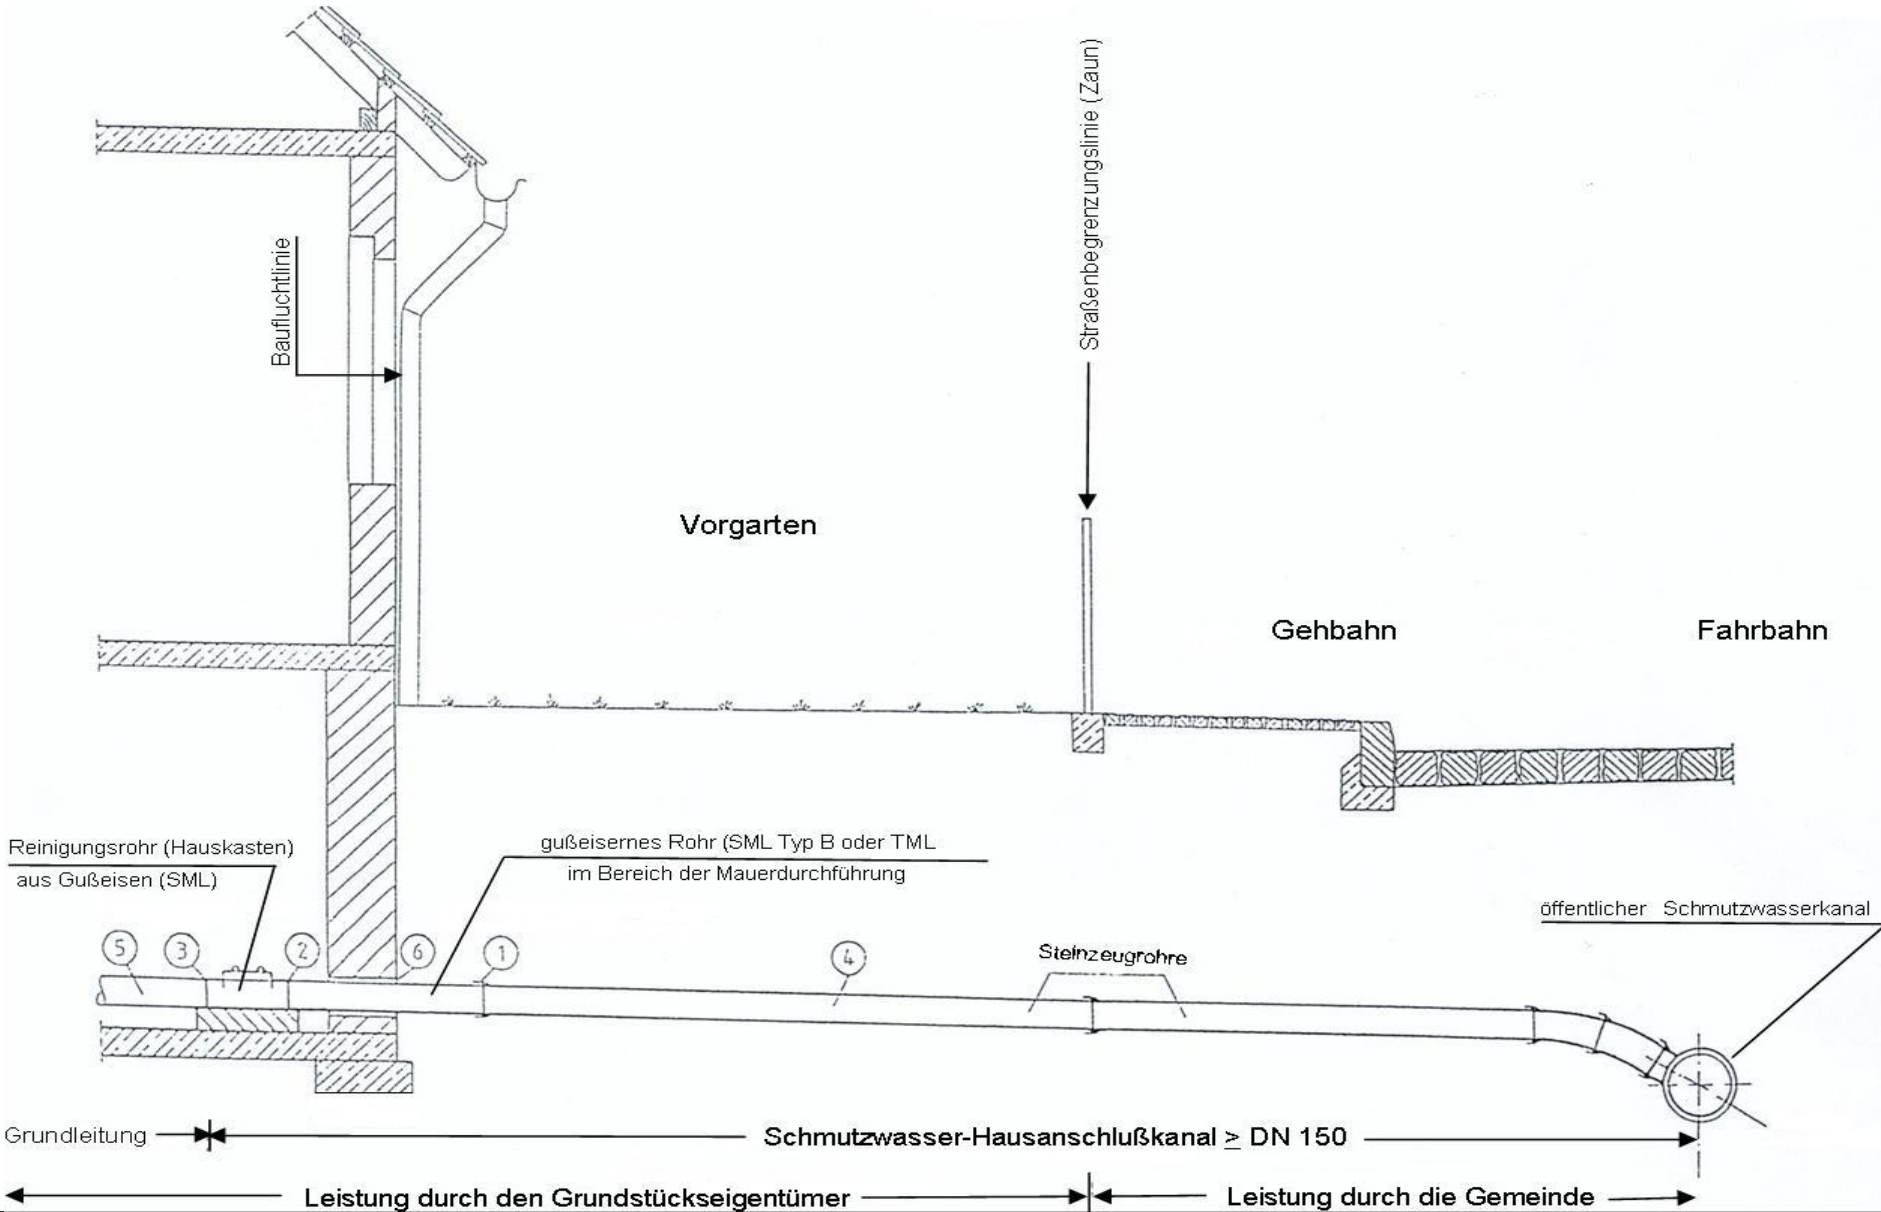 Straßenbegrenzungslinie (Zaun)
Baufluchtlinie
Vorgarten
Gehbahn
Fahrbahn
Reinigungsrohr (Hauskasten)
aus Gußeisen (SML)
gußeisernes Rohr (SML Typ B oder TML
im Bereich der Mauerdurchführung
öffentlicher Schmutzwasserkanal
5
3
2
6
1
4
Steinzeugrohre
Grundleitung
Schmutzwasser-Hausanschlußkanal ≥ DN 150
Leistung durch den Grundstückseigentümer
Leistung durch die Gemeinde